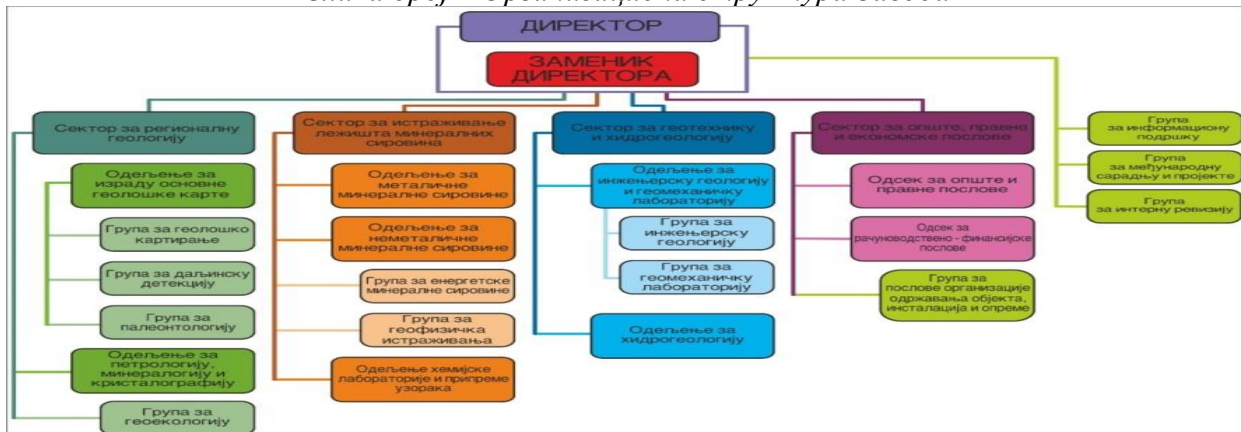 ДИРЕКТОР
ЗАМЕНИК
ДИРЕКТОРА
Сектор за регионалну
геологију
Одељење за
израду основне
геолошке карте
Група за геолошко
картирање
Група за даљинску
детекцију
Група за
палеонтологију
Одељење за
петрологију,
минералогију и
кристалографију
Група за
геоекологију
Сектор за истраживање
лежишта минералних
сировина
Одељење за
металичне
минералне сировине
Одељење за
неметаличне
минералне сировине
Група за енергетске
минералне сировине
Група за
геофизичка
истраживања
Одељење хемијске
лабораторије и припреме
узорака
Сектор за геотехнику
и хидрогеологију
Одељење за
инжењерску геологију
и геомеханичку
лабораторију
Група за
инжењерску
геологију
Група за
геомеханичку
лабораторију
Одељење за
хидрогеологију
Сектор за опште, правне
и економске послове
Одсек за опште и
правне послове
Одсек за
рачуноводствено - финансијске
послове
Група за
послове организације
одржавања објекта,
инсталација и опреме
Група
за информациону
подршку
Група
за међународну
сарадњу и пројекте
Група
за интерну ревизију